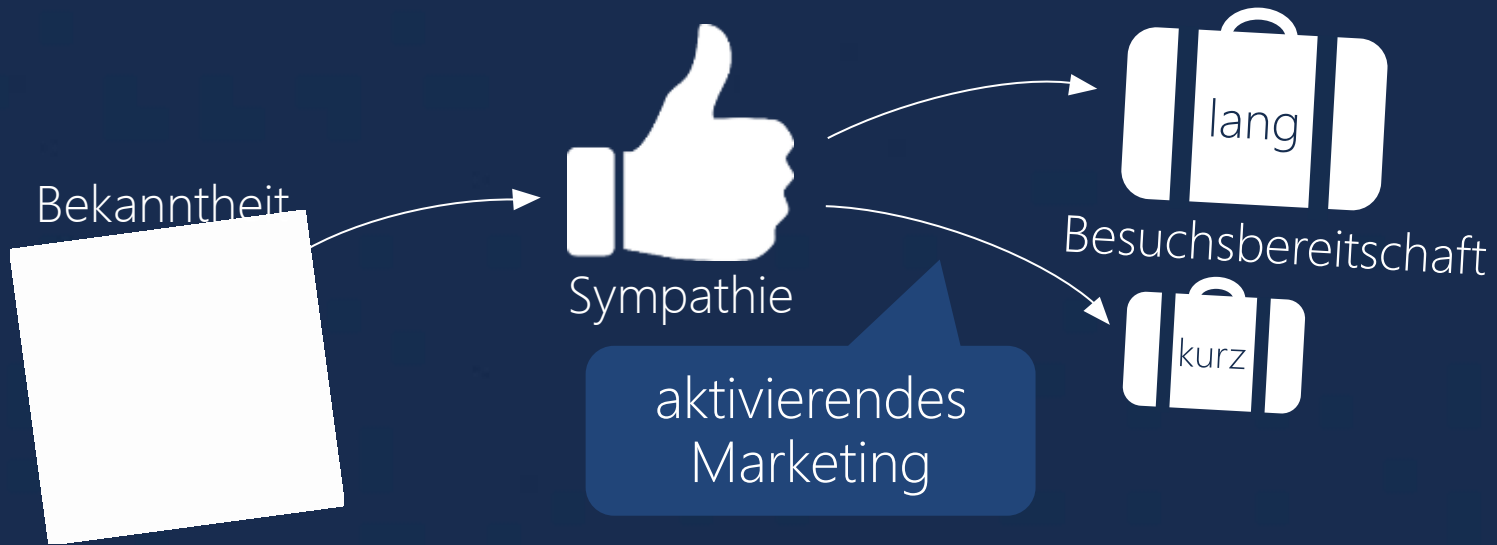 Bekanntheit
Sympathie
lang
Besuchsbereitschaft
kurz
aktivierendes
Marketing